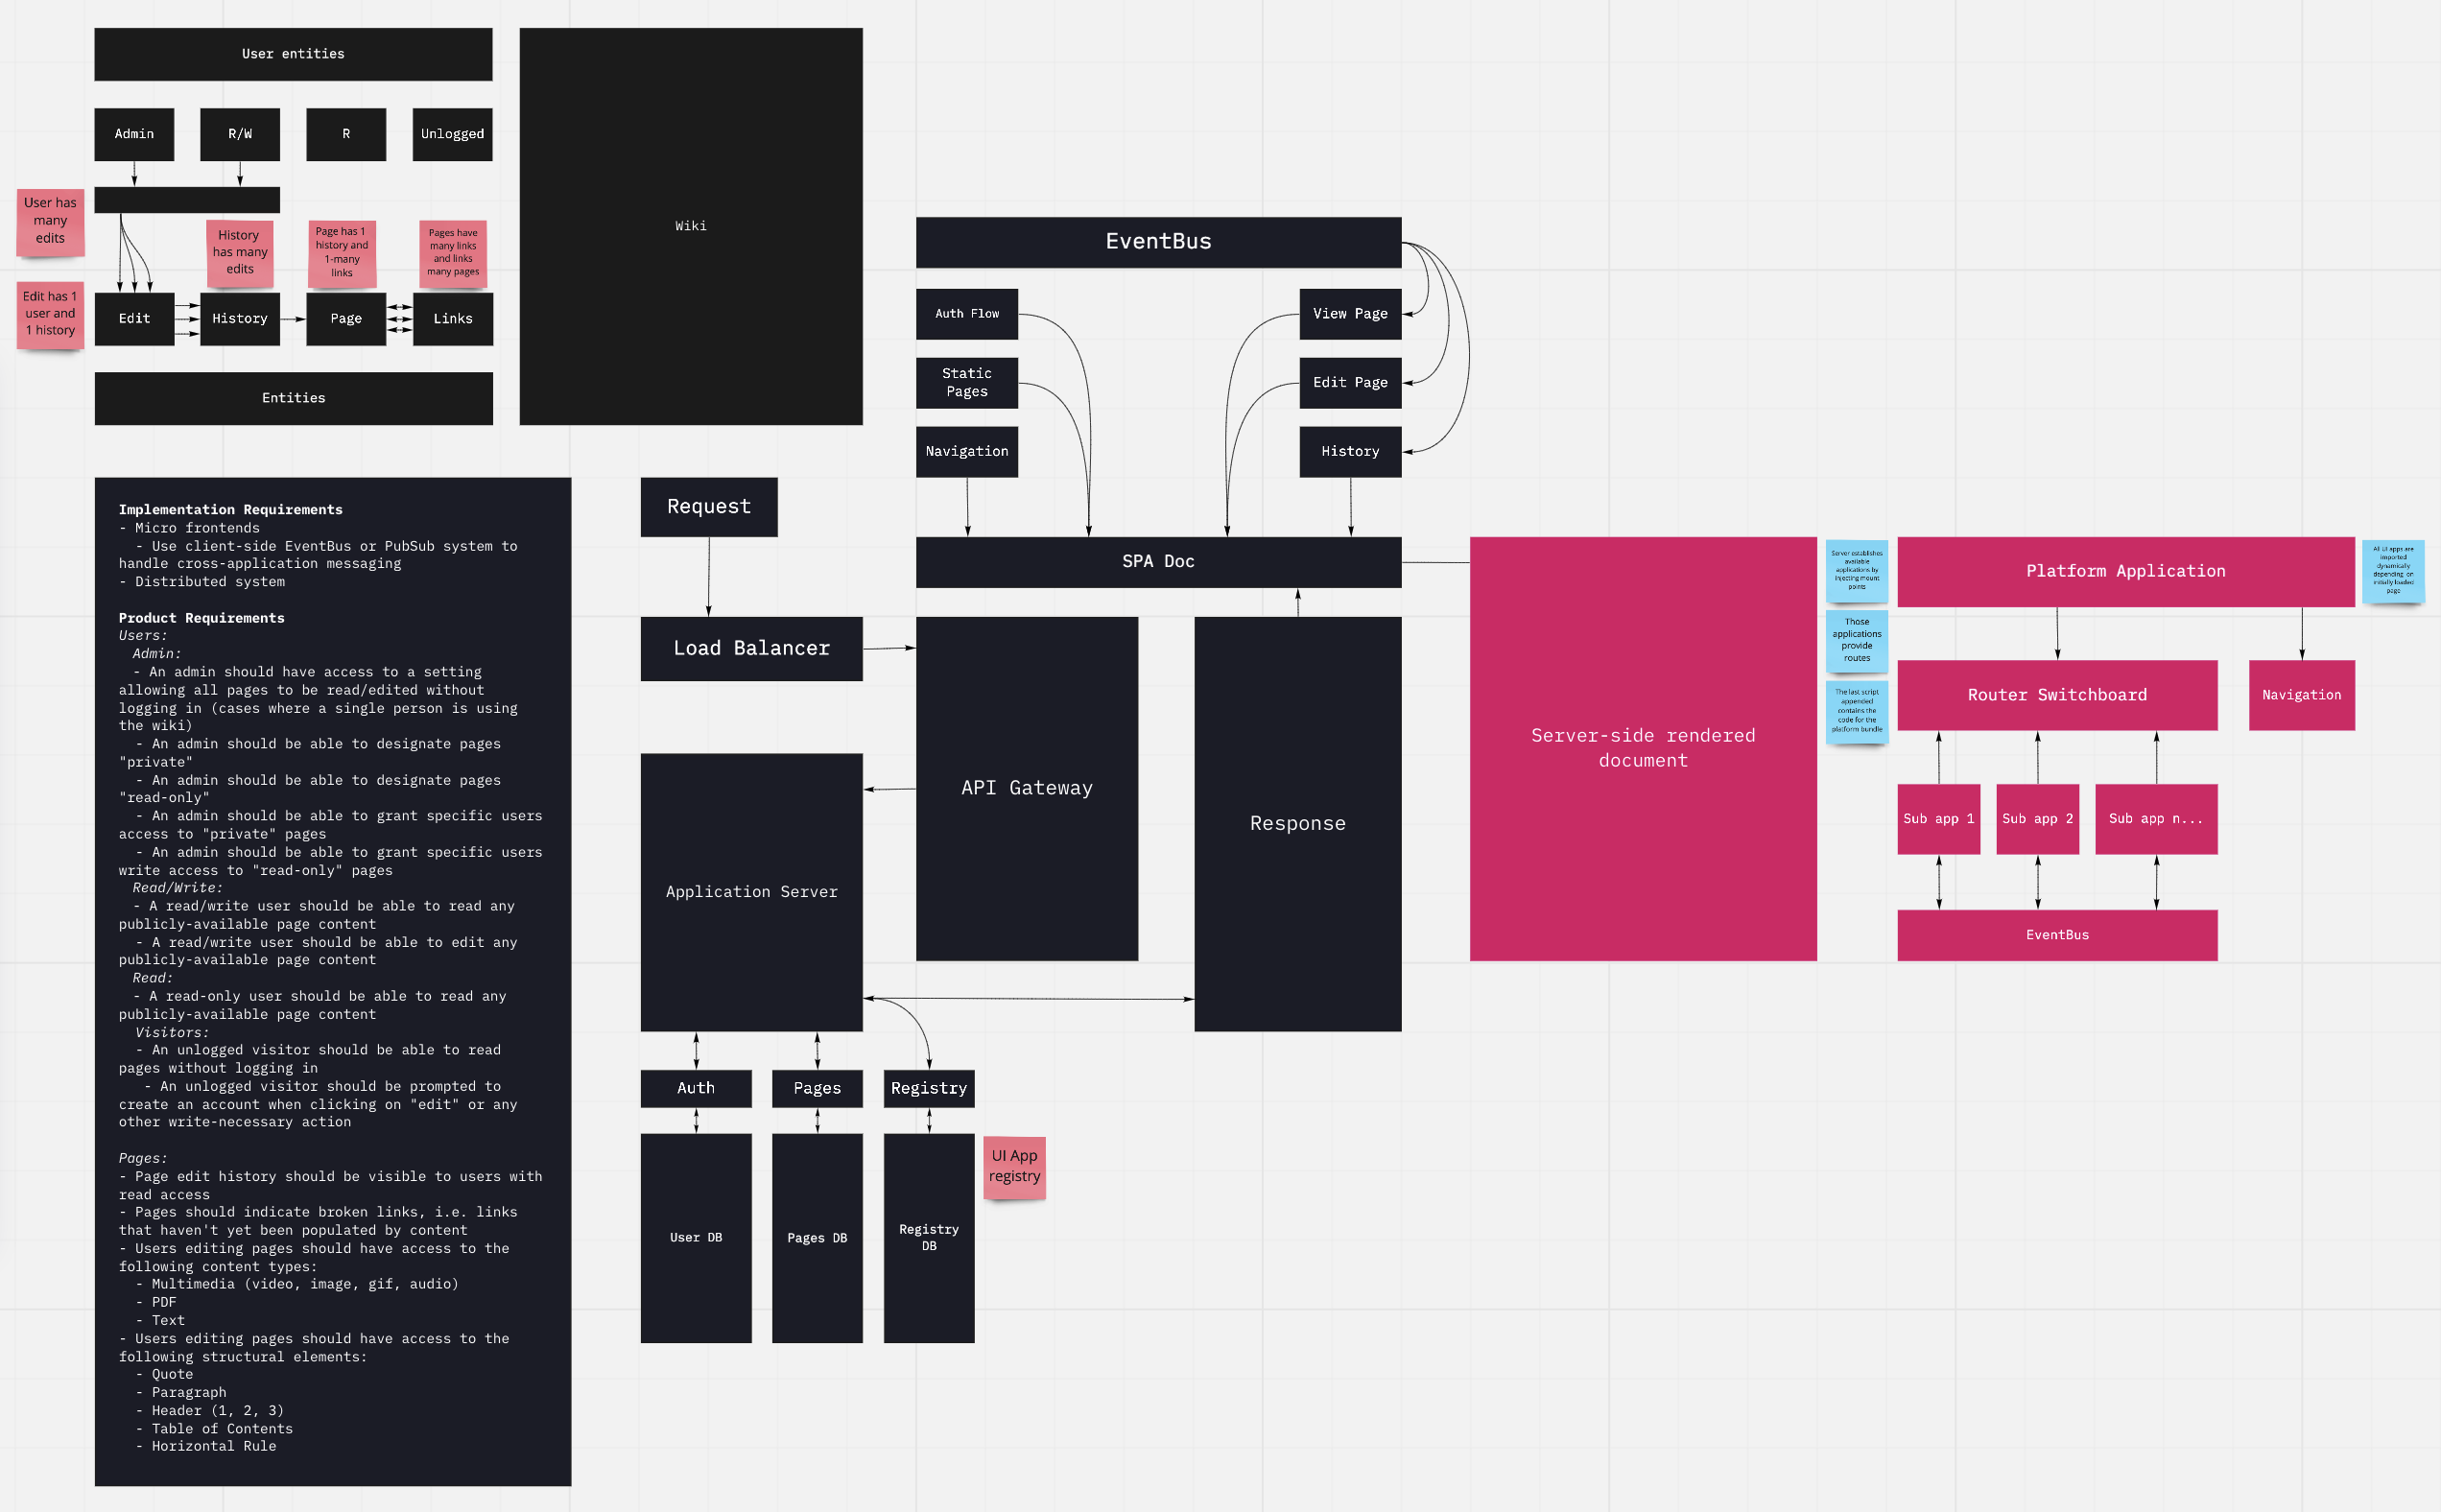 User entities
Admin
R/W
R
Unlogged
User has
many
edits
History
has many
edits
Page has 1
history and
1-many
links
Pages have
many links
and links
many pages
Edit has 1
user and
1 history
Edit
History
Page
Links
Entities
Wiki
Implementation Requirements
- Micro frontends
- Use client-side EventBus or PubSub system to
handle cross-application messaging
- Distributed system
Product Requirements
Users:
Admin:
- An admin should have access to a setting
allowing all pages to be read/edited without
logging in (cases where a single person is using
the wiki)
- An admin should be able to designate pages
"private"
- An admin should be able to designate pages
"read-only"
- An admin should be able to grant specific users
access to "private" pages
- An admin should be able to grant specific users
write access to "read-only" pages
Read/Write:
- A read/write user should be able to read any
publicly-available page content
- A read/write user should be able to edit any
publicly-available page content
Read:
- A read-only user should be able to read any
publicly-available page content
Visitors:
- An unlogged visitor should be able to read
pages without logging in
- An unlogged visitor should be prompted to
create an account when clicking on "edit" or any
other write-necessary action
Pages:
- Page edit history should be visible to users with
read access
- Pages should indicate broken links, i.e. links
that haven't yet been populated by content
- Users editing pages should have access to the
following content types:
- Multimedia (video, image, gif, audio)
- PDF
- Text
- Users editing pages should have access to the
following structural elements:
- Quote
- Paragraph
- Header (1, 2, 3)
- Table of Contents
- Horizontal Rule
EventBus
Auth Flow
Static
Pages
Navigation
View Page
Edit Page
History
SPA Doc
Request
Load Balancer
API Gateway
Application Server
Response
Auth
Pages
Registry
User DB
Pages DB
Registry
DB
UI App
registry
Server-side rendered
document
Server establishes
available
applications by
injecting mount
points
Those
applications
provide
routes
The last script
appended
contains the
code for the
platform bundle
Platform Application
All UI apps are
imported
dynamically
depending on
initially loaded
page
Router Switchboard
Navigation
Sub app 1
Sub app 2
Sub app n...
EventBus